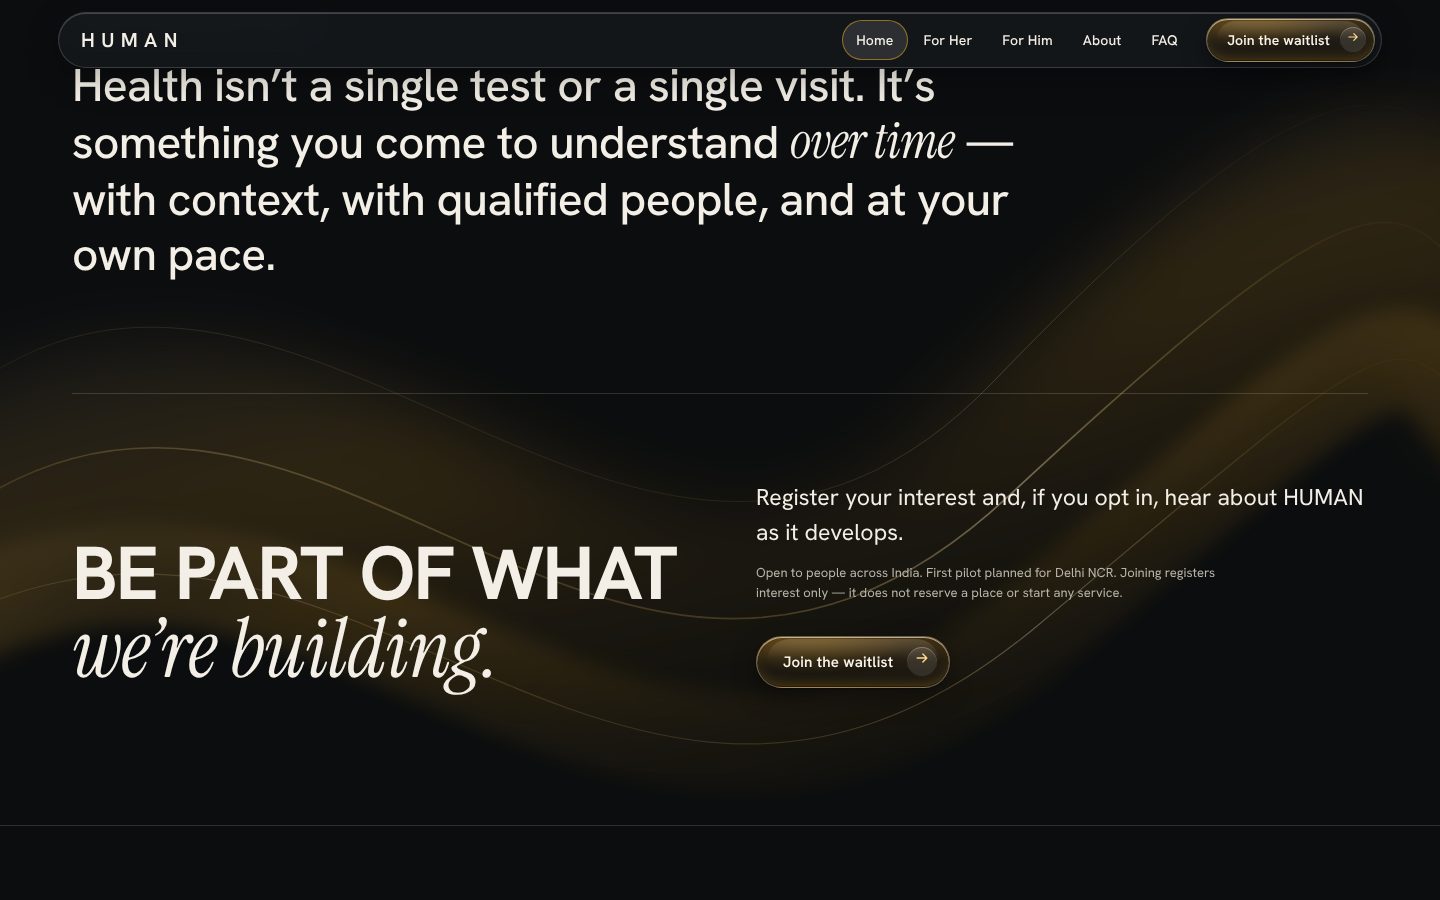 HUMAN
Home
For Her
For Him
About
FAQ
Join the waitlist →
Health isn’t a single test or a single visit. It’s
something you come to understand over time —
with context, with qualified people, and at your
own pace.
Register your interest and, if you opt in, hear about HUMAN
as it develops.
BE PART OF WHAT
we’re building.
Open to people across India. First pilot planned for Delhi NCR. Joining registers
interest only — it does not reserve a place or start any service.
Join the waitlist →